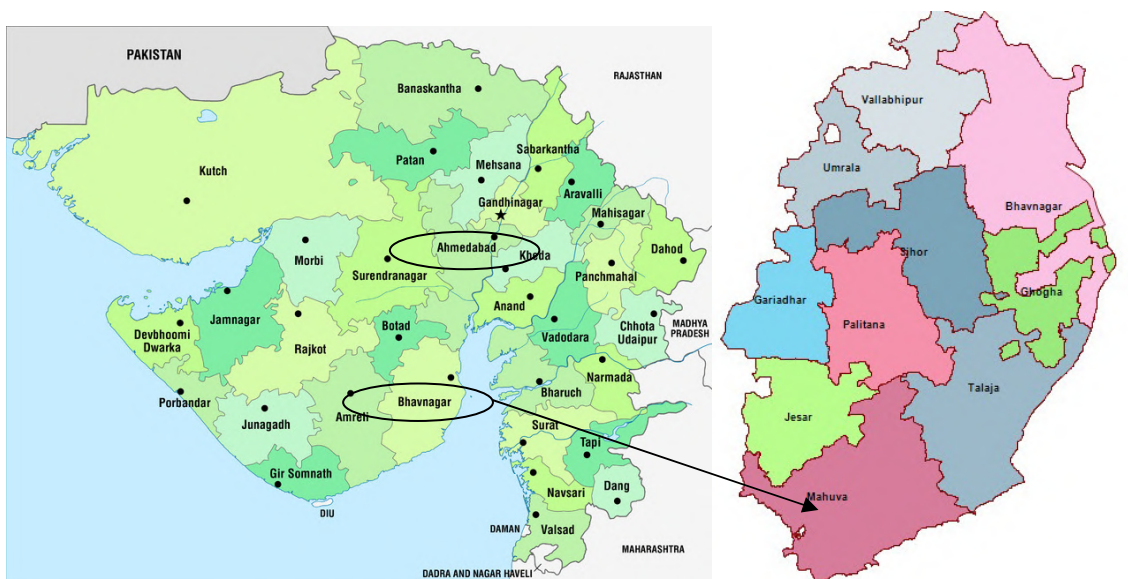 PAKISTAN
RAJASTHAN
Banaskantha
Patan
Mehsana
Sabarkantha
Kutch
Gandhinagar
Aravalli
Mahisagar
Ahmedabad
Kheda
Dahod
Morbi
Surendranagar
Panchmahal
Anand
Jamnagar
Botad
Vadodara
Chhota
Udaipur
MADHYA
PRADESH
Devbhoomi
Dwarka
Rajkot
Narmada
Bharuch
Porbandar
Bhavnagar
Amreli
Junagadh
Surat
Tapi
Gir Somnath
Dang
Navsari
DIU
DAMAN
Valsad
MAHARASHTRA
DADRA AND NAGAR HAVELI
Vallabhipur
Umrala
Bhavnagar
Sihor
Ghogha
Gariadhar
Palitana
Talaja
Jesar
Mahuva